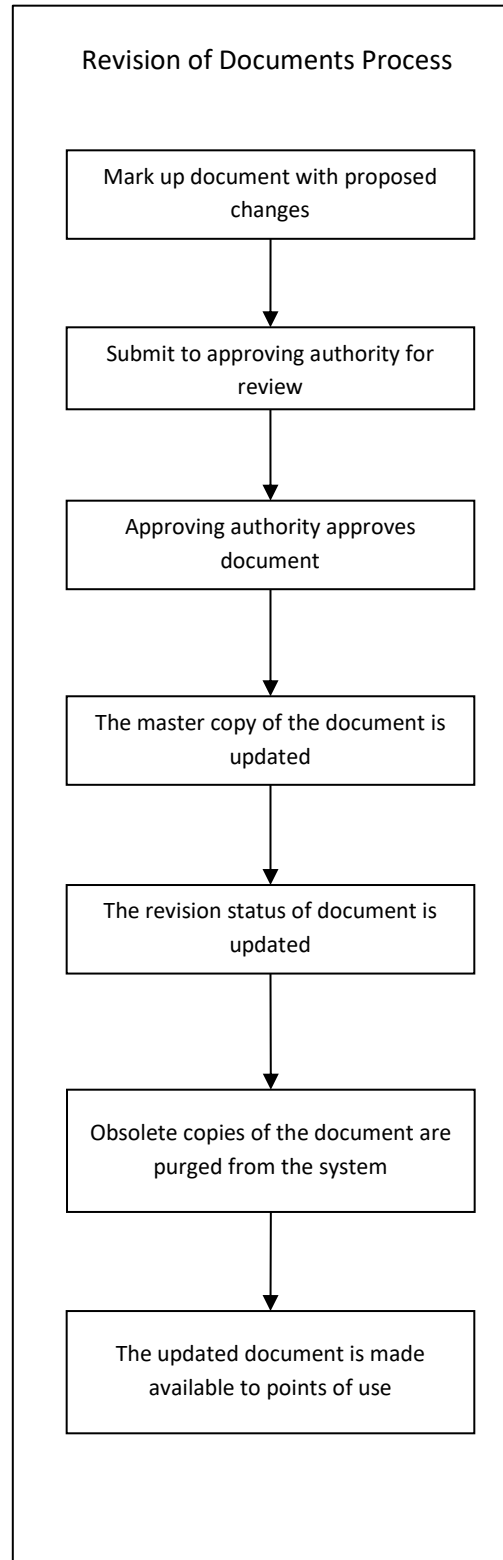 Revision of Documents Process
Mark up document with proposed
changes
Submit to approving authority for
review
Approving authority approves
document
The master copy of the document is
updated
The revision status of document is
updated
Obsolete copies of the document are
purged from the system
The updated document is made
available to points of use